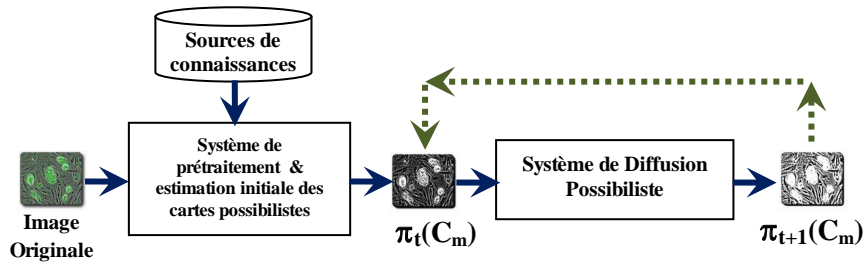 Sources de
connaissances
Système de
prétraitement &
estimation initiale des
cartes possibilistes
Système de Diffusion
Possibiliste
Image
Originale
πt(Cm)
πt+1(Cm)